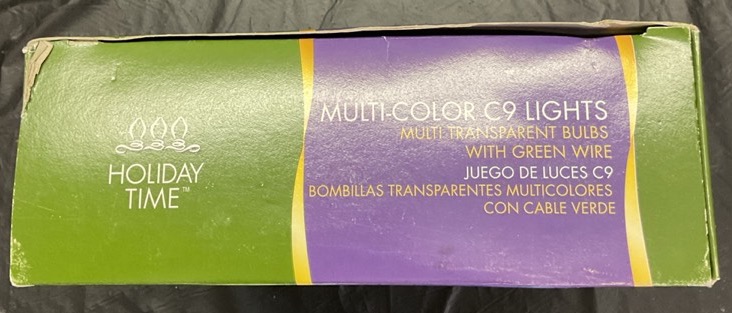 HOLIDAY
TIME™
MULTI-COLOR C9 LIGHTS
MULTI TRANSPARENT BULBS
WITH GREEN WIRE
JUEGO DE LUCES C9
BOMBILLAS TRANSPARENTES MULTICOLORES
CON CABLE VERDE